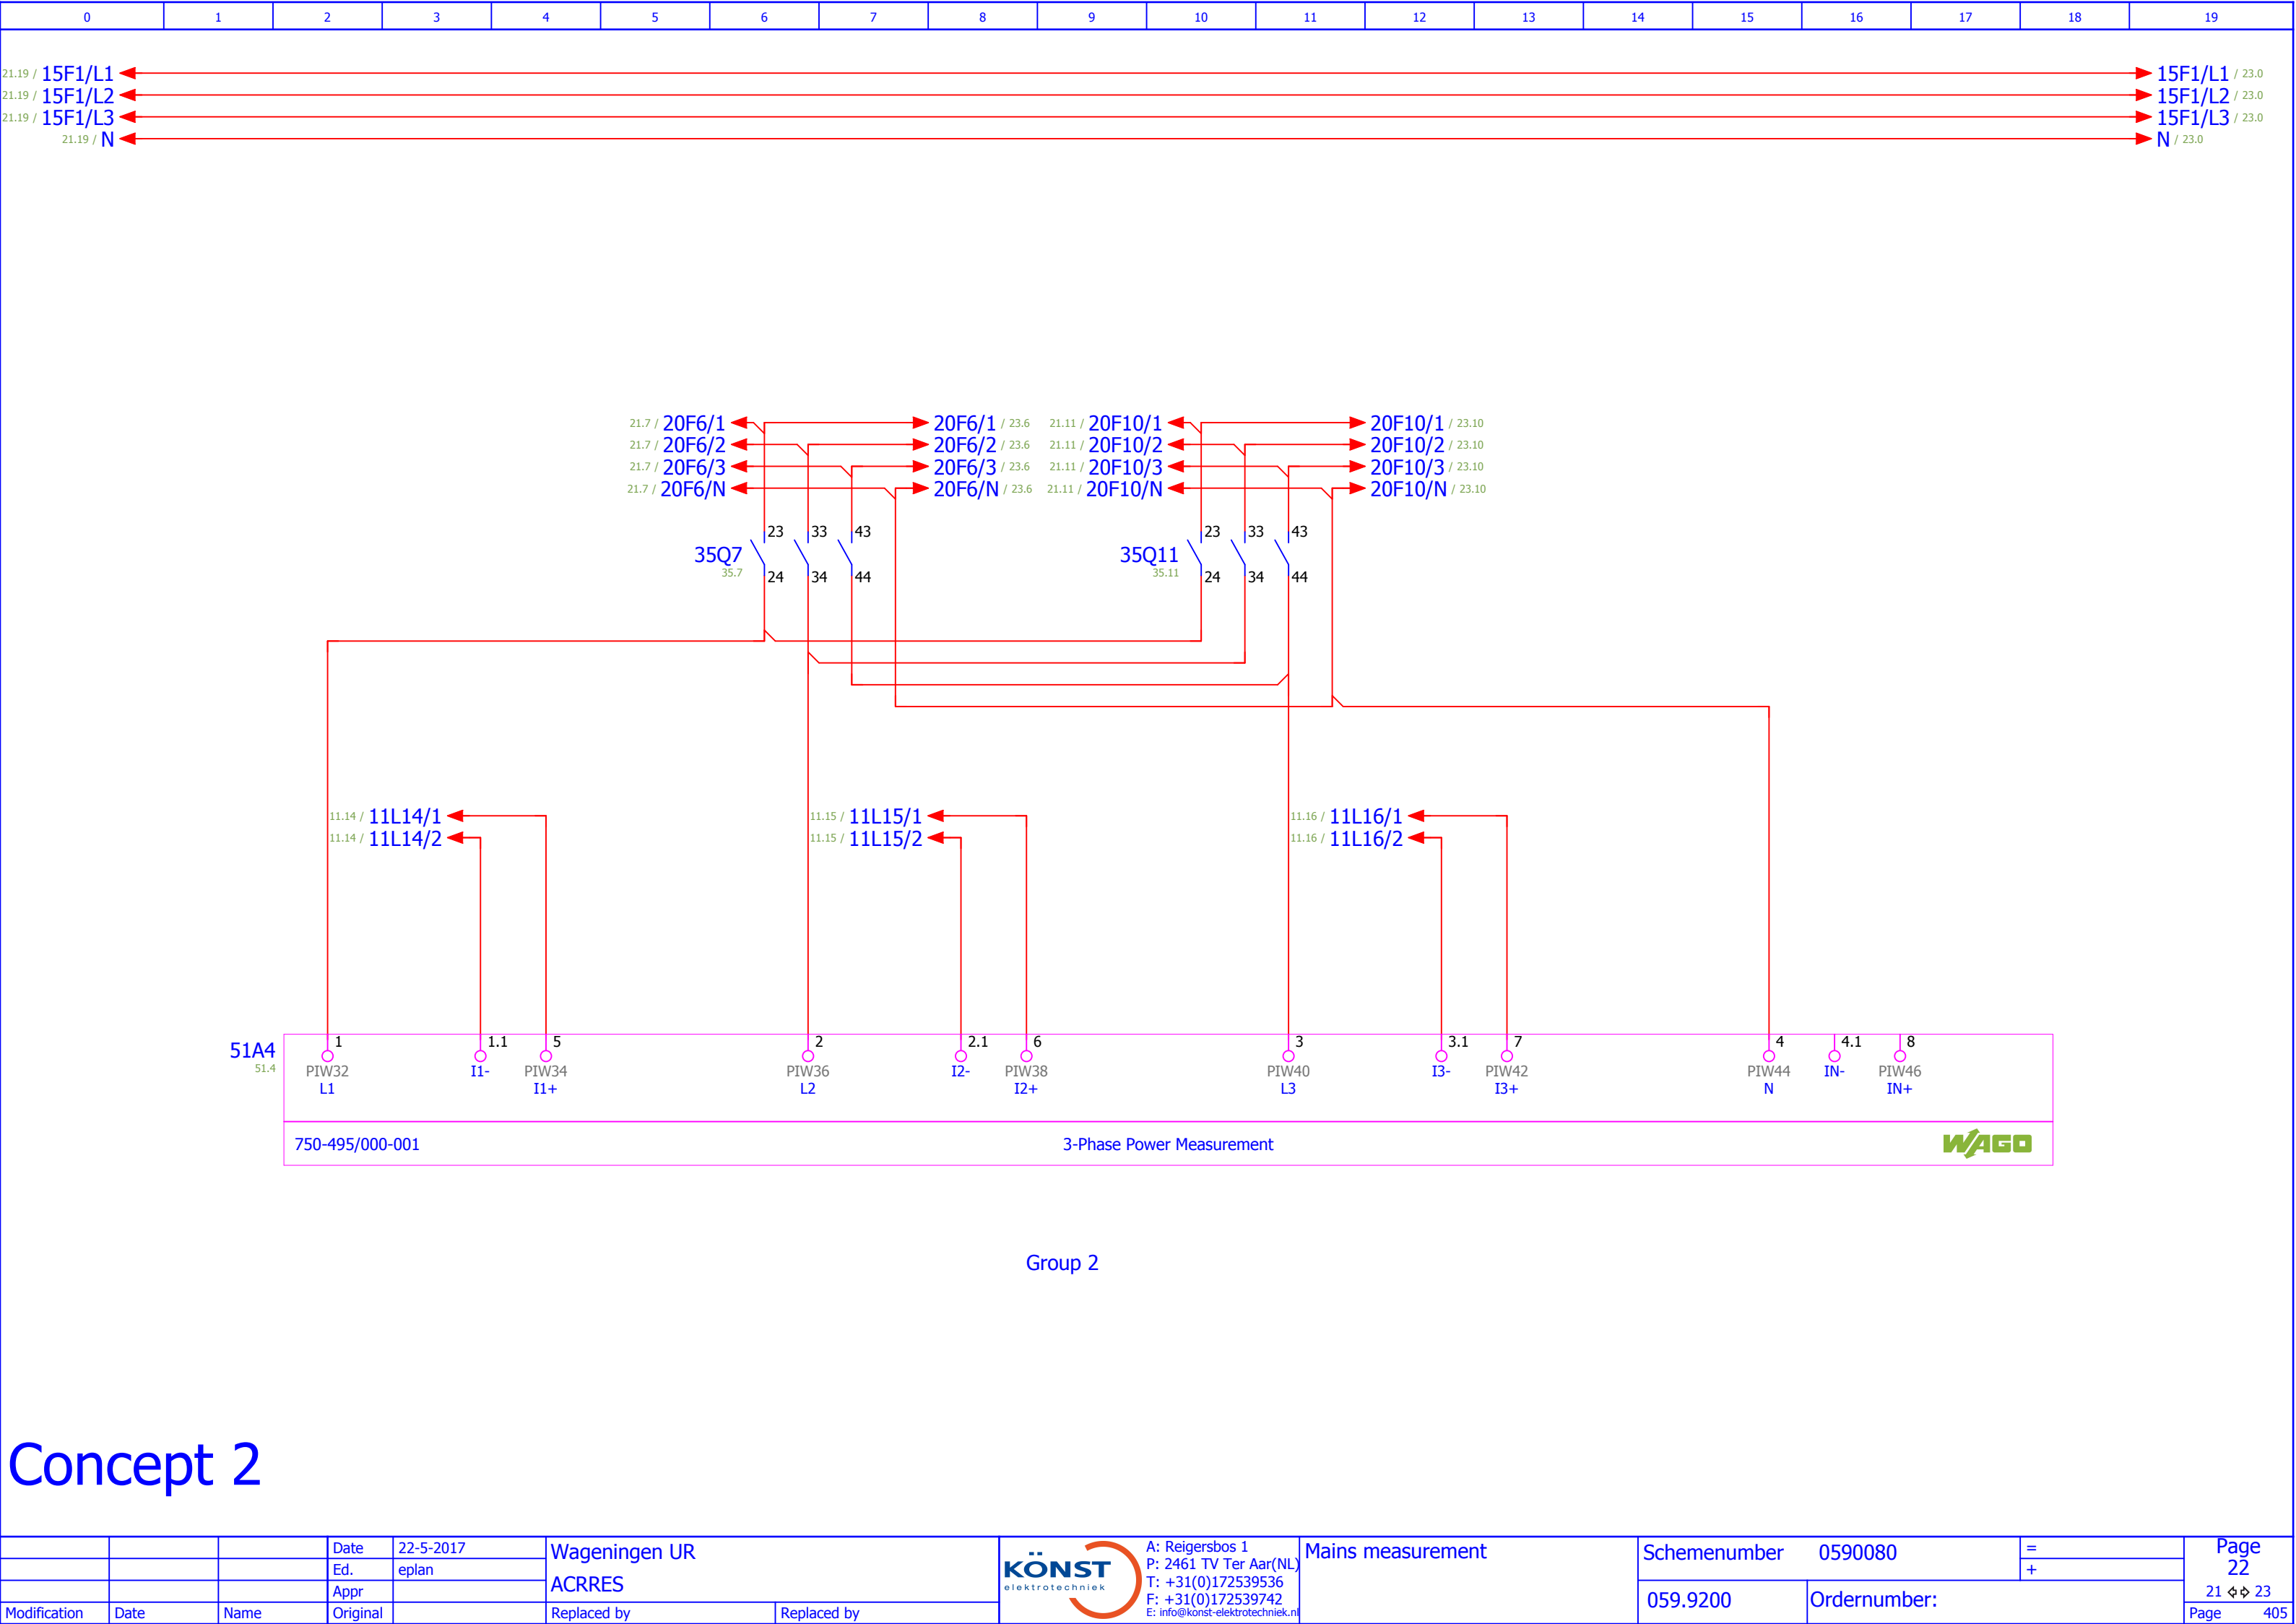 0 1 2 3 4 5 6 7 8 9 10 11 12 13 14 15 16 17 18 19
21.19 / 15F1/L1 15F1/L1 / 23.0
21.19 / 15F1/L2 15F1/L2 / 23.0
21.19 / 15F1/L3 15F1/L3 / 23.0
21.19 / N N / 23.0
21.7 / 20F6/1 20F6/1 / 23.6 21.11 / 20F10/1 20F10/1 / 23.10
21.7 / 20F6/2 20F6/2 / 23.6 21.11 / 20F10/2 20F10/2 / 23.10
21.7 / 20F6/3 20F6/3 / 23.6 21.11 / 20F10/3 20F10/3 / 23.10
21.7 / 20F6/N 20F6/N / 23.6 21.11 / 20F10/N 20F10/N / 23.10
23 33 43 23 33 43
35Q7 35Q11
35.7 35.11
24 34 44 24 34 44
11.14 / 11L14/1 11.15 / 11L15/1 11.16 / 11L16/1
11.14 / 11L14/2 11.15 / 11L15/2 11.16 / 11L16/2
51A4 1 1.1 5 2 2.1 6 3 3.1 7 4 4.1 8
51.4 PIW32 I1- PIW34 PIW36 I2- PIW38 PIW40 I3- PIW42 PIW44 IN- PIW46
L1 I1+ L2 I2+ L3 I3+ N IN+
750-495/000-001 3-Phase Power Measurement WAGO
Group 2
Concept 2
Modification Date Name
Date 22-5-2017
Ed. eplan
Appr
Original
Wageningen UR
ACRRES
Replaced by Replaced by
KÖNST
elektrotechniek
A: Reigersbos 1
P: 2461 TV Ter Aar(NL)
T: +31(0)172539536
F: +31(0)172539742
E: info@konst-elektrotechniek.nl
Mains measurement
Schemenumber 0590080
059.9200 Ordernumber:
=
+
Page
22
21 23
Page 405